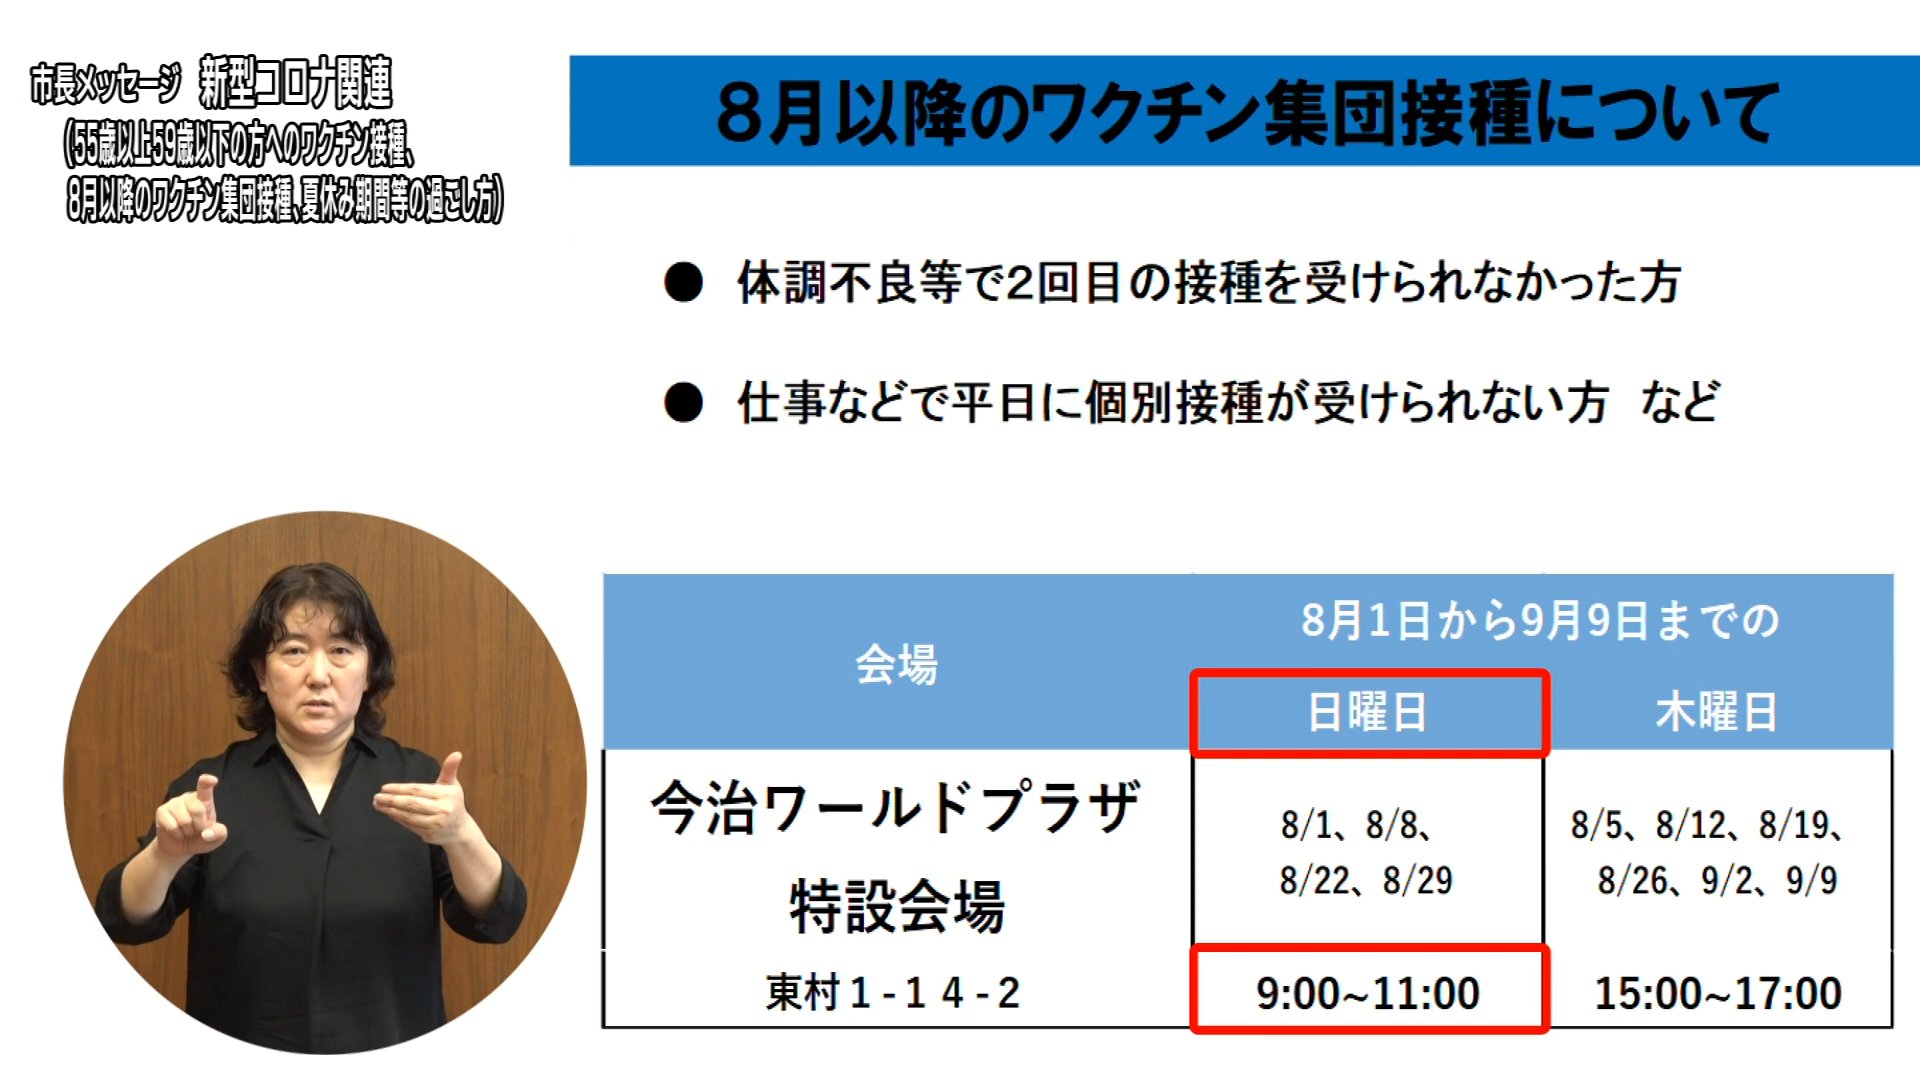 市長メッセージ　新型コロナ関連
（55歳以上59歳以下の方へのワクチン接種、
8月以降のワクチン集団接種、夏休み期間等の過ごし方）
８月以降のワクチン集団接種について
●　体調不良等で2回目の接種を受けられなかった方
●　仕事などで平日に個別接種が受けられない方　など
会場
8月1日から9月9日までの
日曜日
木曜日
今治ワールドプラザ
特設会場
東村１-１４-２
8/1、8/8、
8/22、8/29
9:00~11:00
8/5、8/12、8/19、
8/26、9/2、9/9
15:00~17:00